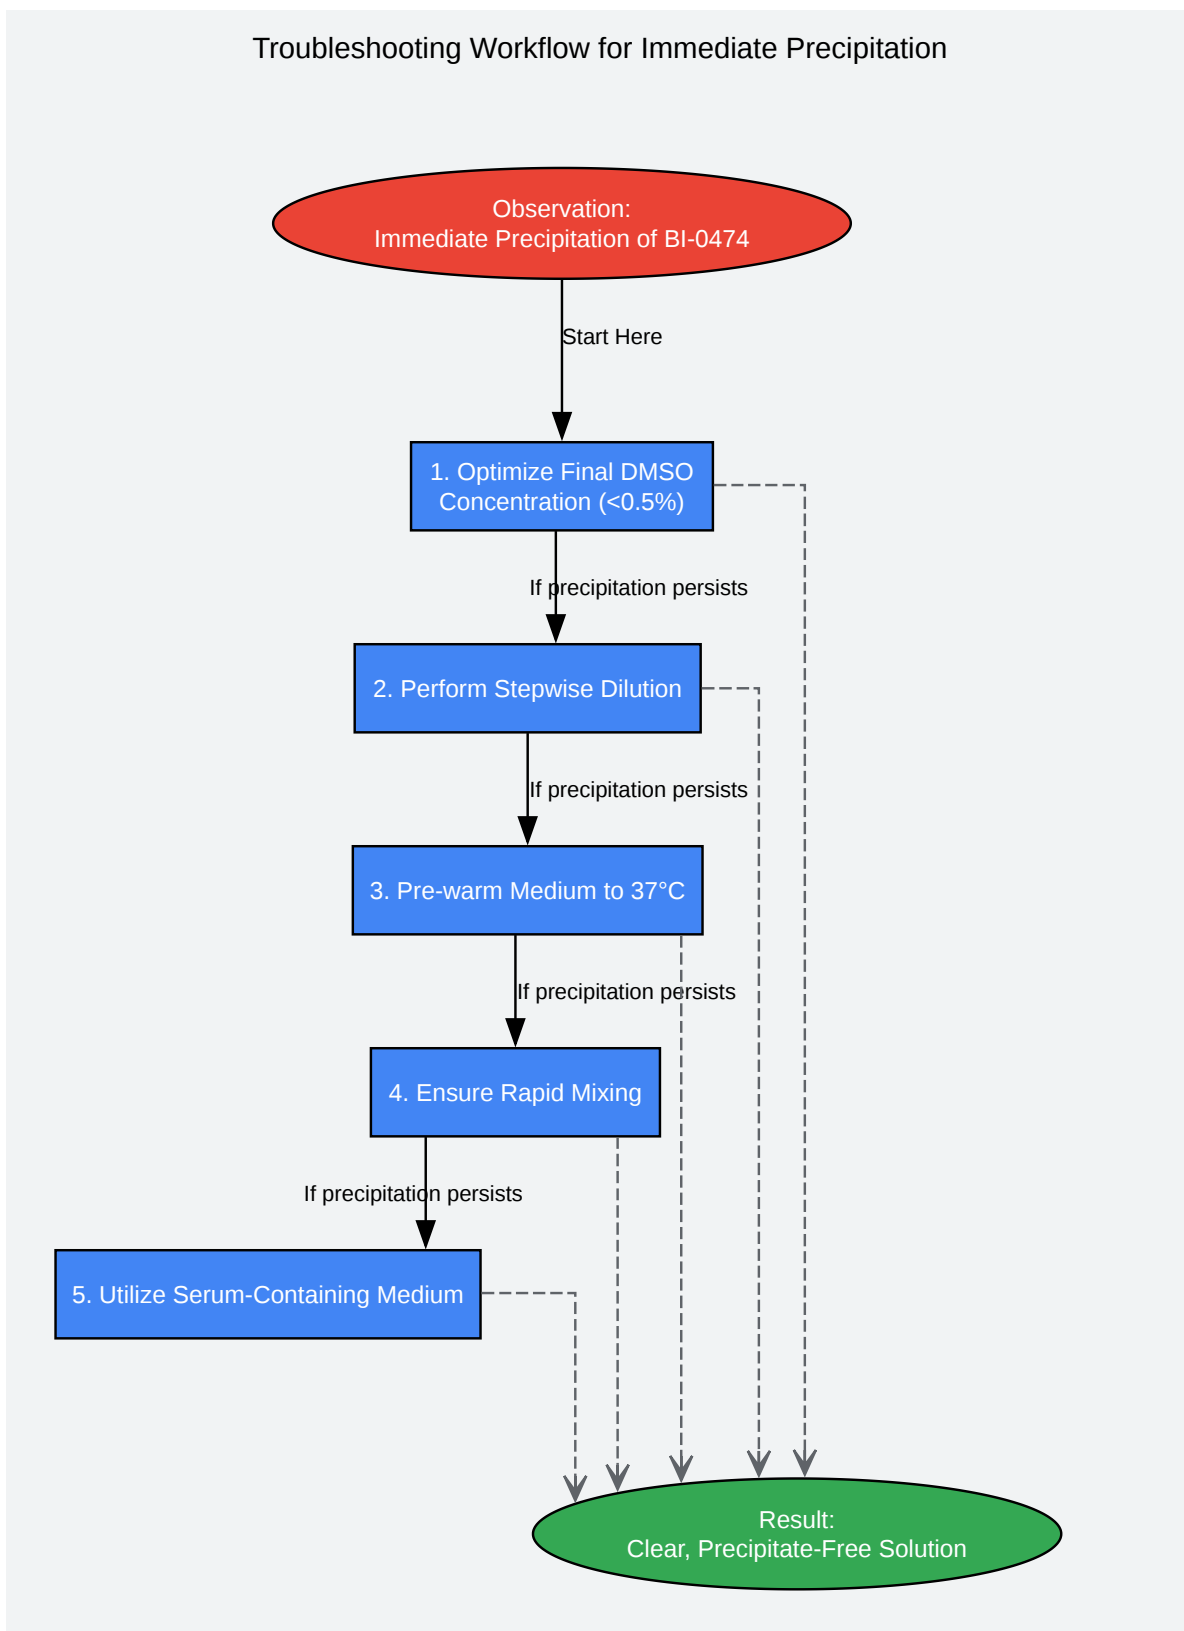 Troubleshooting Workflow for Immediate Precipitation
Observation:
Immediate Precipitation of BI-0474
Start Here
1. Optimize Final DMSO
Concentration (<0.5%)
If precipitation persists
2. Perform Stepwise Dilution
If precipitation persists
3. Pre-warm Medium to 37°C
If precipitation persists
4. Ensure Rapid Mixing
If precipitation persists
5. Utilize Serum-Containing Medium
Result:
Clear, Precipitate-Free Solution